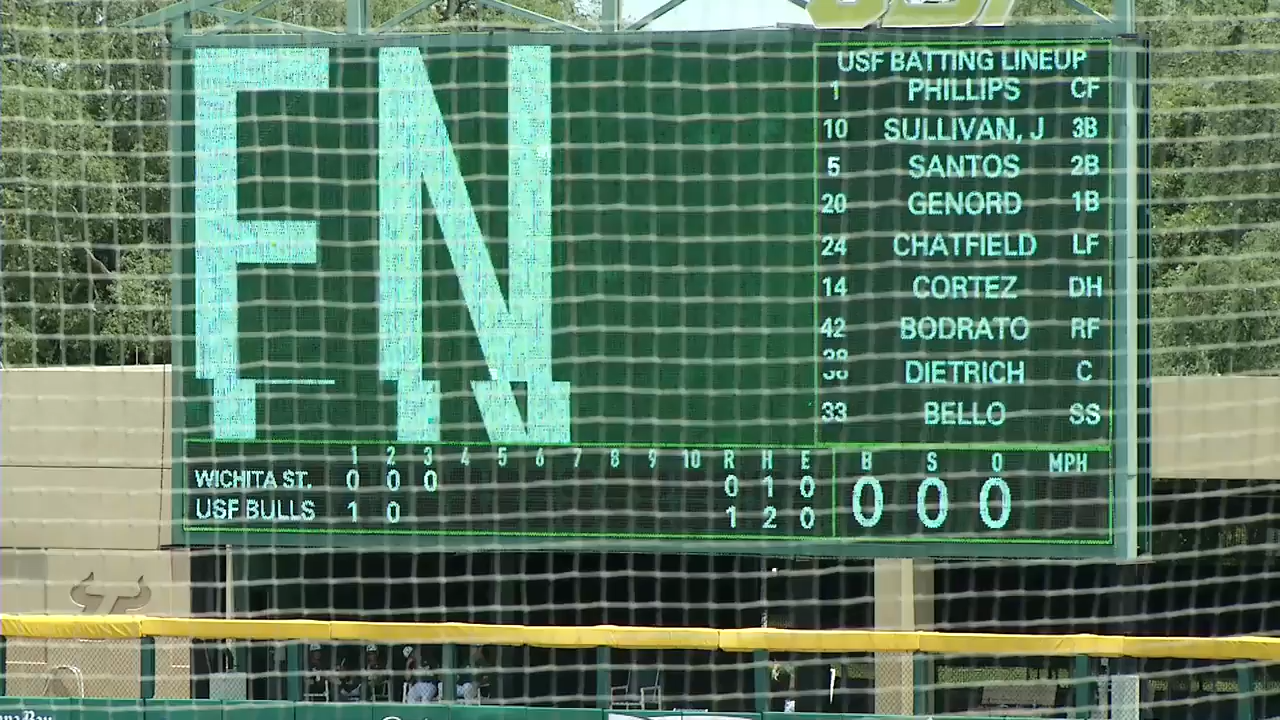 USF
FN
USF BATTING LINEUP
1 PHILLIPS CF
10 SULLIVAN, J 3B
5 SANTOS 2B
20 GENORD 1B
24 CHATFIELD LF
14 CORTEZ DH
42 BODRATO RF
38 DIETRICH C
33 BELLO SS
1 2 3 4 5 6 7 8 9 10 R H E B S O MPH
WICHITA ST. 0 0 0 0 1 0
USF BULLS 1 0 1 2 0
0 0 0